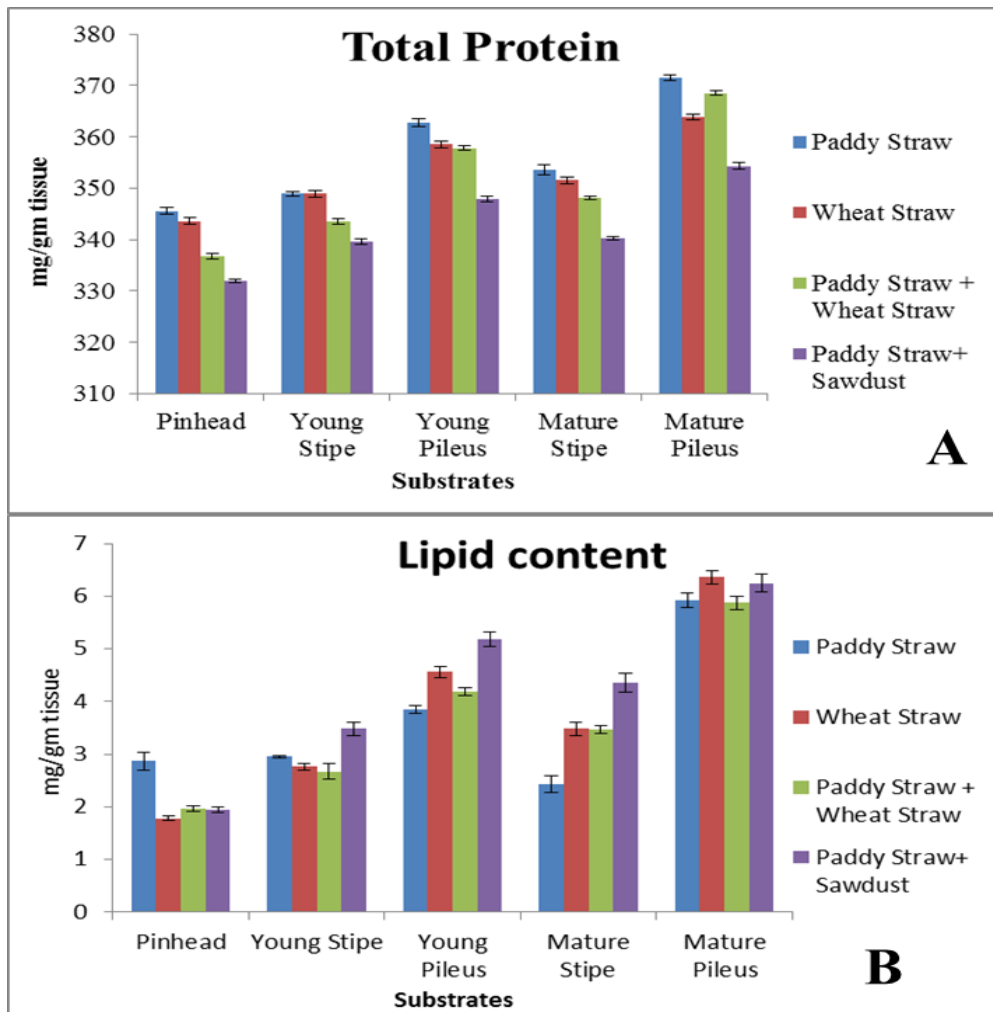 Total Protein
380
370
360
350
340
330
320
310
mg/gm tissue
Pinhead
Young
Stipe
Young
Pileus
Mature
Stipe
Mature
Pileus
Substrates
Paddy Straw
Wheat Straw
Paddy Straw +
Wheat Straw
Paddy Straw+
Sawdust
A
Lipid content
7
6
5
4
3
2
1
0
mg/gm tissue
Pinhead
Young Stipe
Young
Pileus
Mature
Stipe
Mature
Pileus
Substrates
Paddy Straw
Wheat Straw
Paddy Straw +
Wheat Straw
Paddy Straw+
Sawdust
B